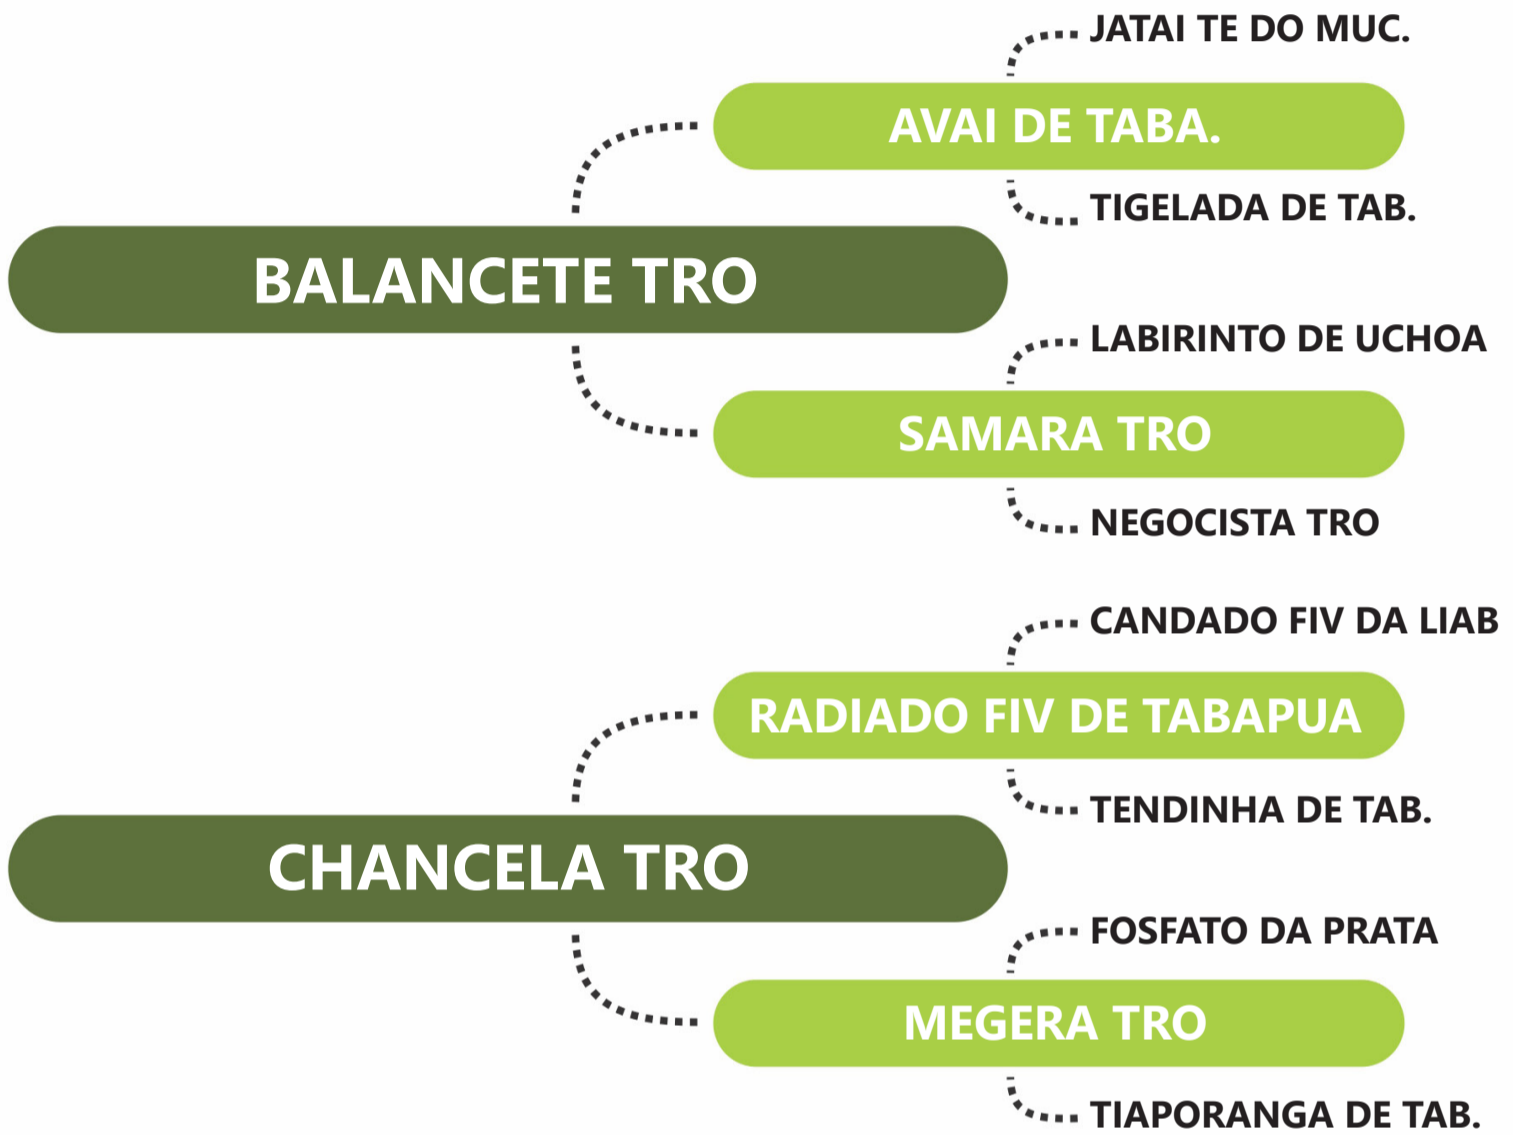 JATAI TE DO MUC.
AVAI DE TABA.
TIGELADA DE TAB.
BALANCETE TRO
LABIRINTO DE UCHOA
SAMARA TRO
NEGOCISTA TRO
CANDADO FIV DA LIAB
RADIADO FIV DE TABAPUA
TENDINHA DE TAB.
CHANCELA TRO
FOSFATO DA PRATA
MEGERA TRO
TIAPORANGA DE TAB.